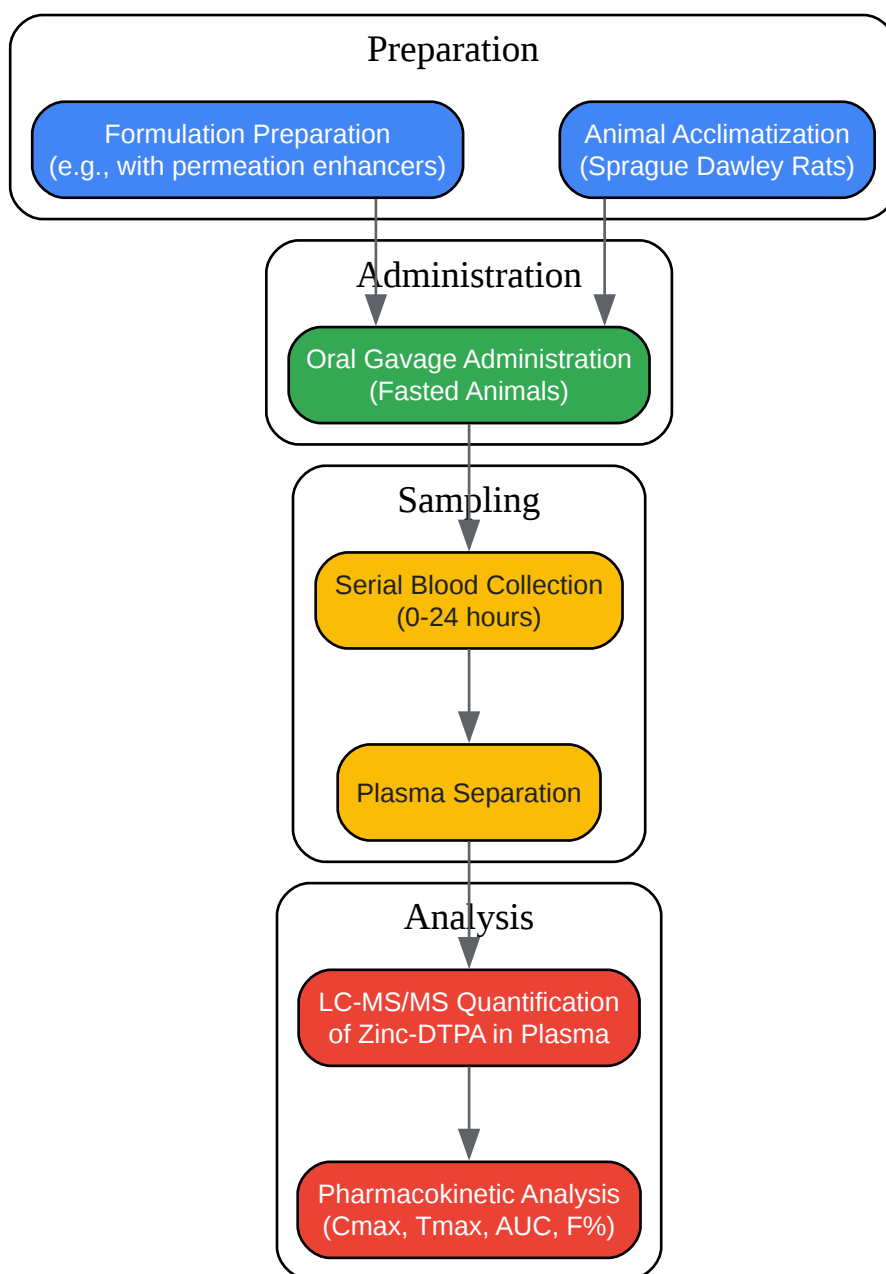 Preparation
Formulation Preparation
(e.g., with permeation enhancers)
Animal Acclimatization
(Sprague Dawley Rats)
Administration
Oral Gavage Administration
(Fasted Animals)
Sampling
Serial Blood Collection
(0-24 hours)
Plasma Separation
Analysis
LC-MS/MS Quantification
of Zinc-DTPA in Plasma
Pharmacokinetic Analysis
(Cmax, Tmax, AUC, F%)